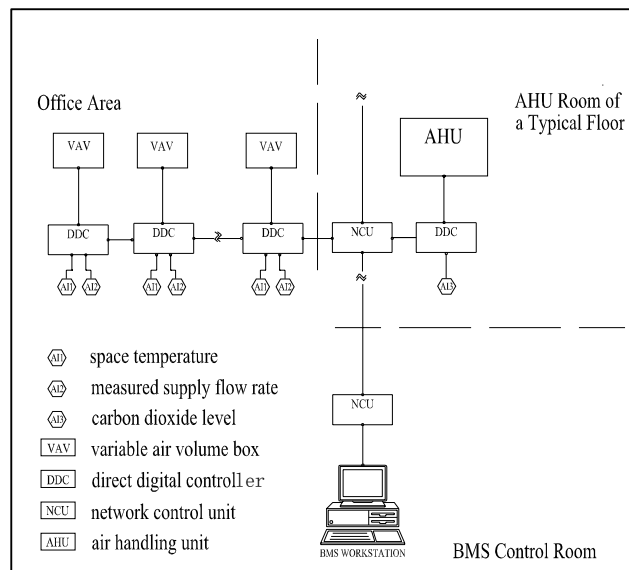 Office Area
AHU Room of
a Typical Floor
VAV
VAV
VAV
AHU
DDC
DDC
DDC
NCU
DDC
AI1
AI2
AI1
AI2
AI1
AI2
AI3
AI1 space temperature
AI2 measured supply flow rate
AI3 carbon dioxide level
VAV variable air volume box
DDC direct digital controller
NCU network control unit
AHU air handling unit
NCU
BMS WORKSTATION
BMS Control Room